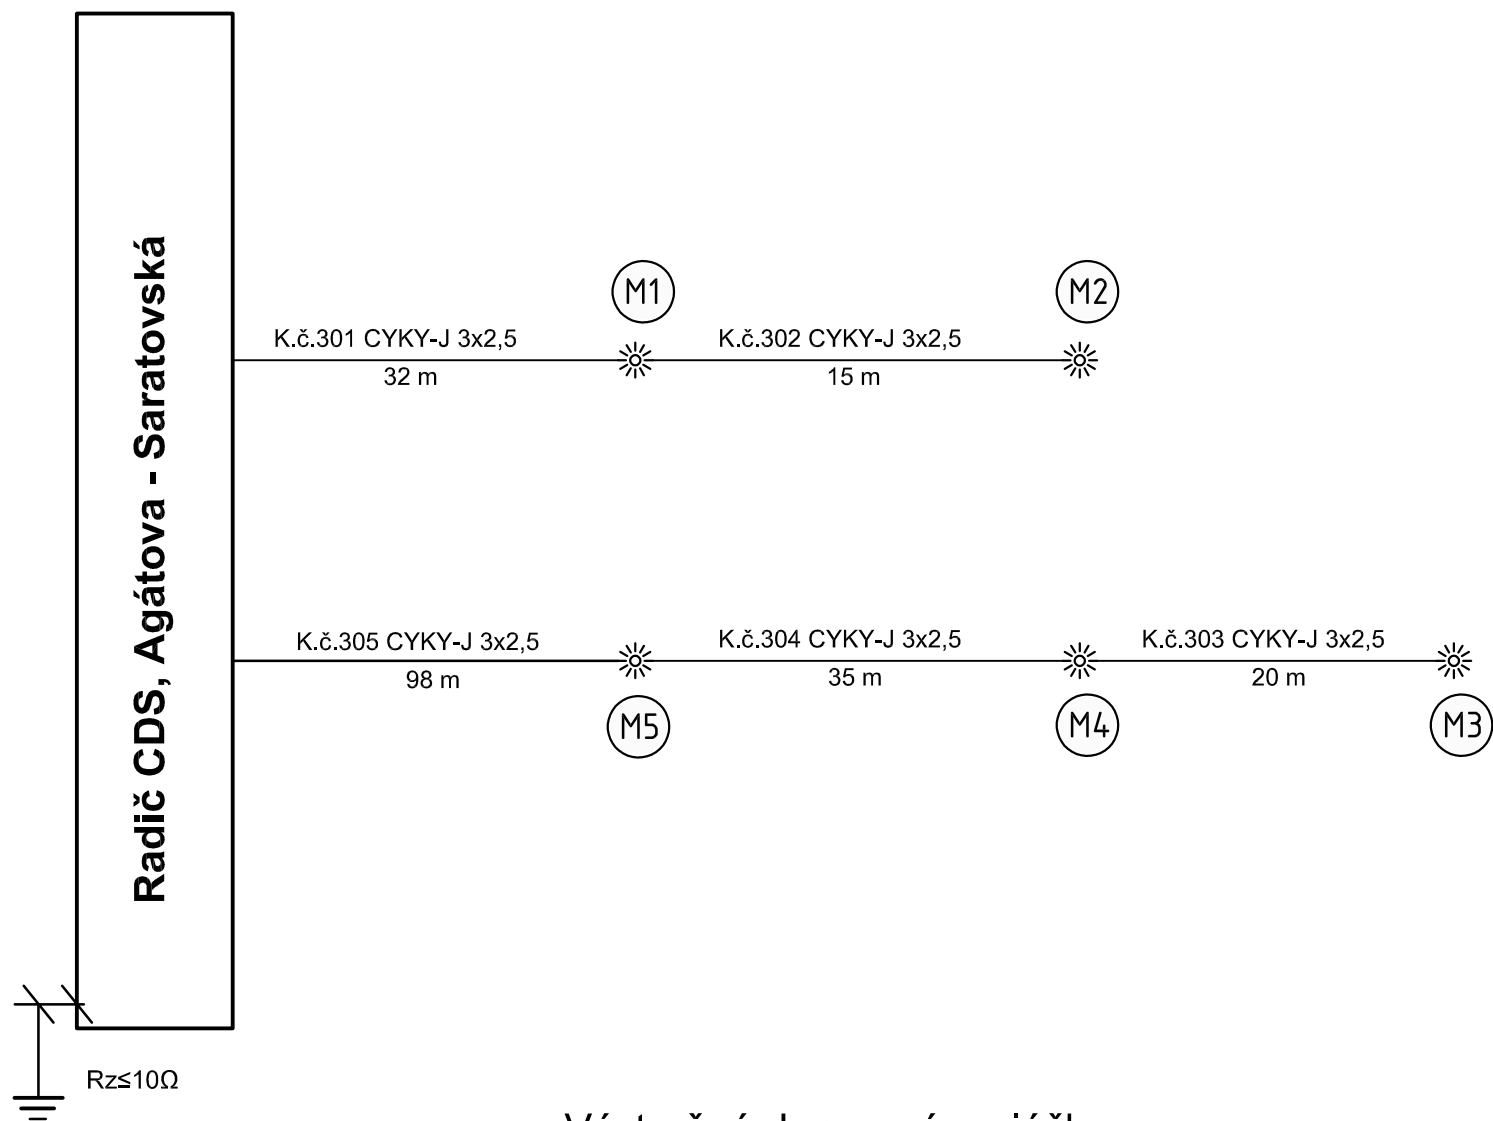 Radič CDS, Agátova - Saratovská
M1
M2
K.č.301 CYKY-J 3x2,5
32 m
K.č.302 CYKY-J 3x2,5
15 m
K.č.305 CYKY-J 3x2,5
98 m
K.č.304 CYKY-J 3x2,5
35 m
K.č.303 CYKY-J 3x2,5
20 m
M5
M4
M3
Rz≤10Ω